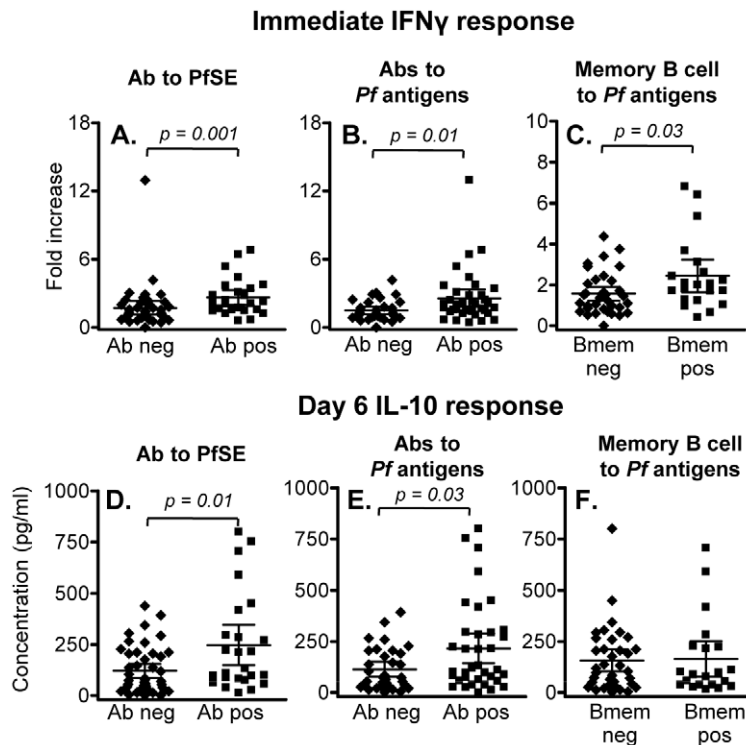 Immediate IFNγ response
Ab to PfSE
Abs to
Pf antigens
Memory B cell
to Pf antigens
Fold increase
18
12
6
0
A.
p = 0.001
Ab neg
Ab pos
18
12
6
0
B.
p = 0.01
Ab neg
Ab pos
10
8
6
4
2
0
C.
p = 0.03
Bmem
neg
Bmem
pos
Day 6 IL-10 response
Ab to PfSE
Abs to
Pf antigens
Memory B cell
to Pf antigens
Concentration (pg/ml)
1000
750
500
250
0
D.
p = 0.01
Ab neg
Ab pos
1000
750
500
250
0
E.
p = 0.03
Ab neg
Ab pos
1000
750
500
250
0
F.
Bmem
neg
Bmem
pos